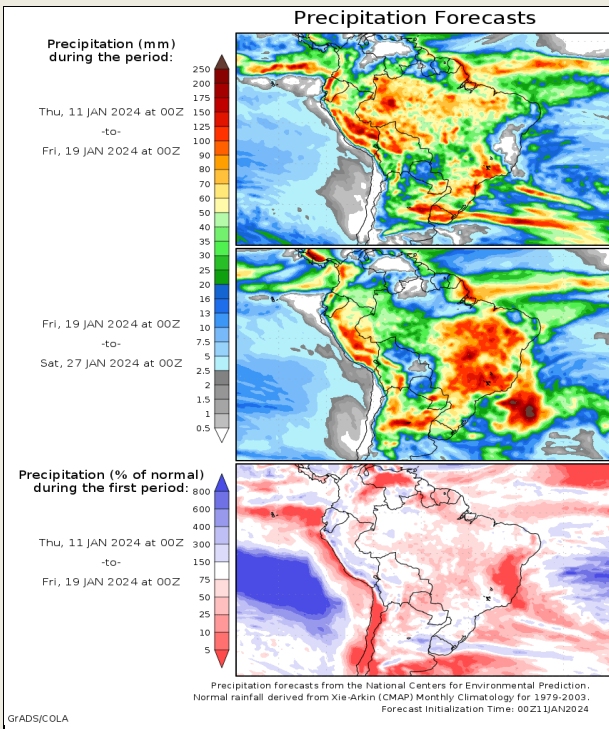 Precipitation Forecasts
Precipitation (mm)
during the period:
Thu, 11 JAN 2024 at 00Z
-to-
Fri, 19 JAN 2024 at 00Z
250
200
175
150
125
100
90
80
70
60
50
40
35
30
25
20
16
13
10
7.5
5
2.5
2
1.5
1
0.5
Fri, 19 JAN 2024 at 00Z
-to-
Sat, 27 JAN 2024 at 00Z
Precipitation (% of normal)
during the first period:
Thu, 11 JAN 2024 at 00Z
-to-
Fri, 19 JAN 2024 at 00Z
800
600
400
300
150
75
50
25
10
5
Precipitation forecasts from the National Centers for Environmental Prediction.
Normal rainfall derived from Xie-Arkin (CMAP) Monthly Climatology for 1979-2003.
Forecast Initialization Time: 00Z11JAN2024
GrADS/COLA